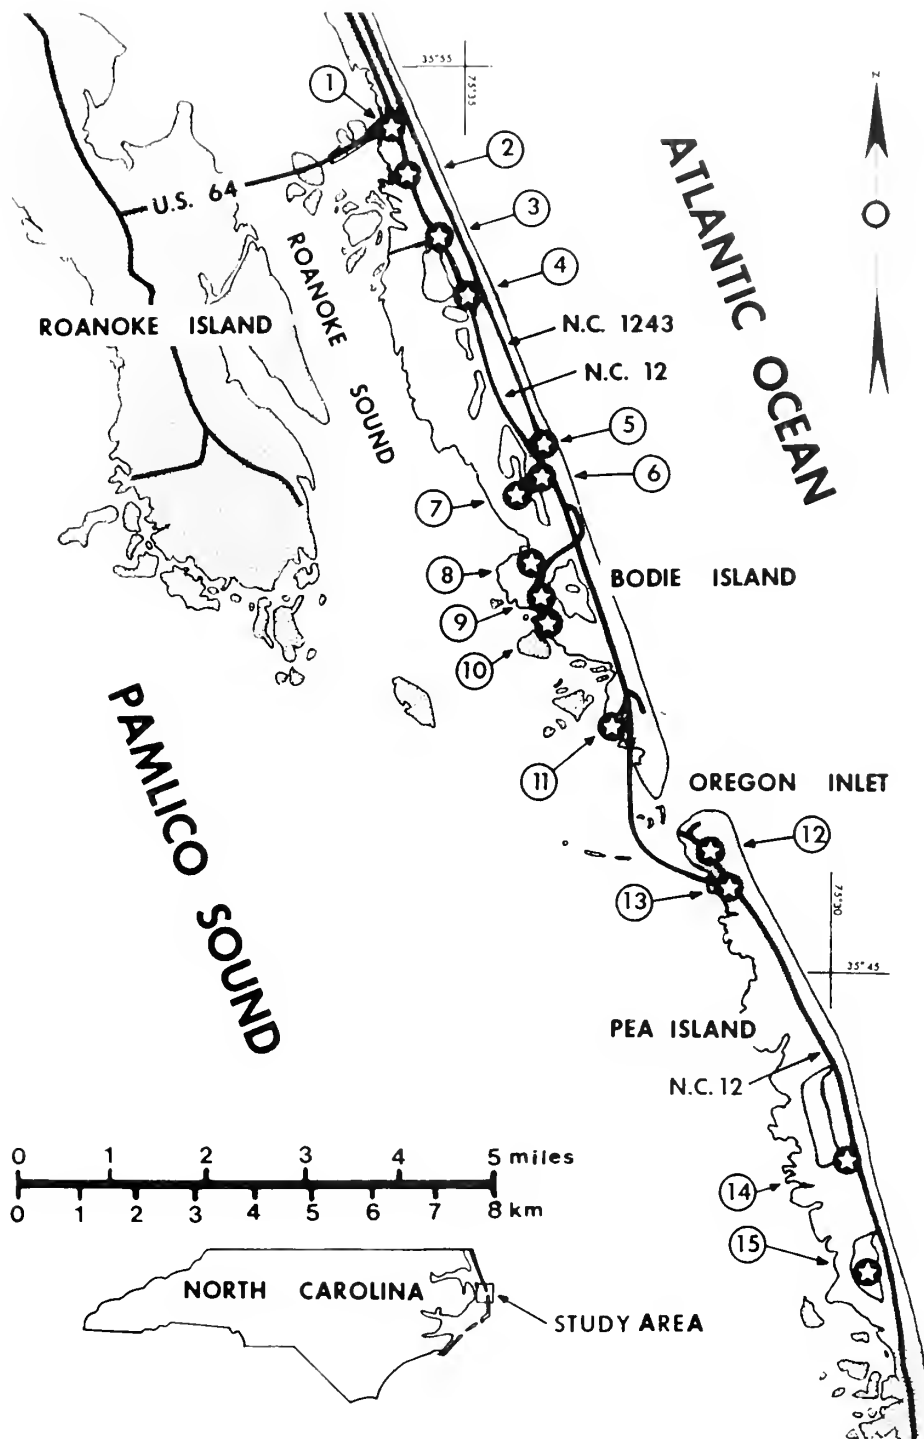 35°55
75°35
N
1
2
3
4
U.S. 64
ROANOKE SOUND
ROANOKE ISLAND
ATLANTIC OCEAN
N.C. 1243
N.C. 12
5
6
7
8
BODIE ISLAND
9
10
11
PAMLICO SOUND
OREGON INLET
12
13
75°30
35°45
PEA ISLAND
N.C. 12
14
15
0 1 2 3 4 5 miles
0 1 2 3 4 5 6 7 8 km
NORTH CAROLINA
STUDY AREA